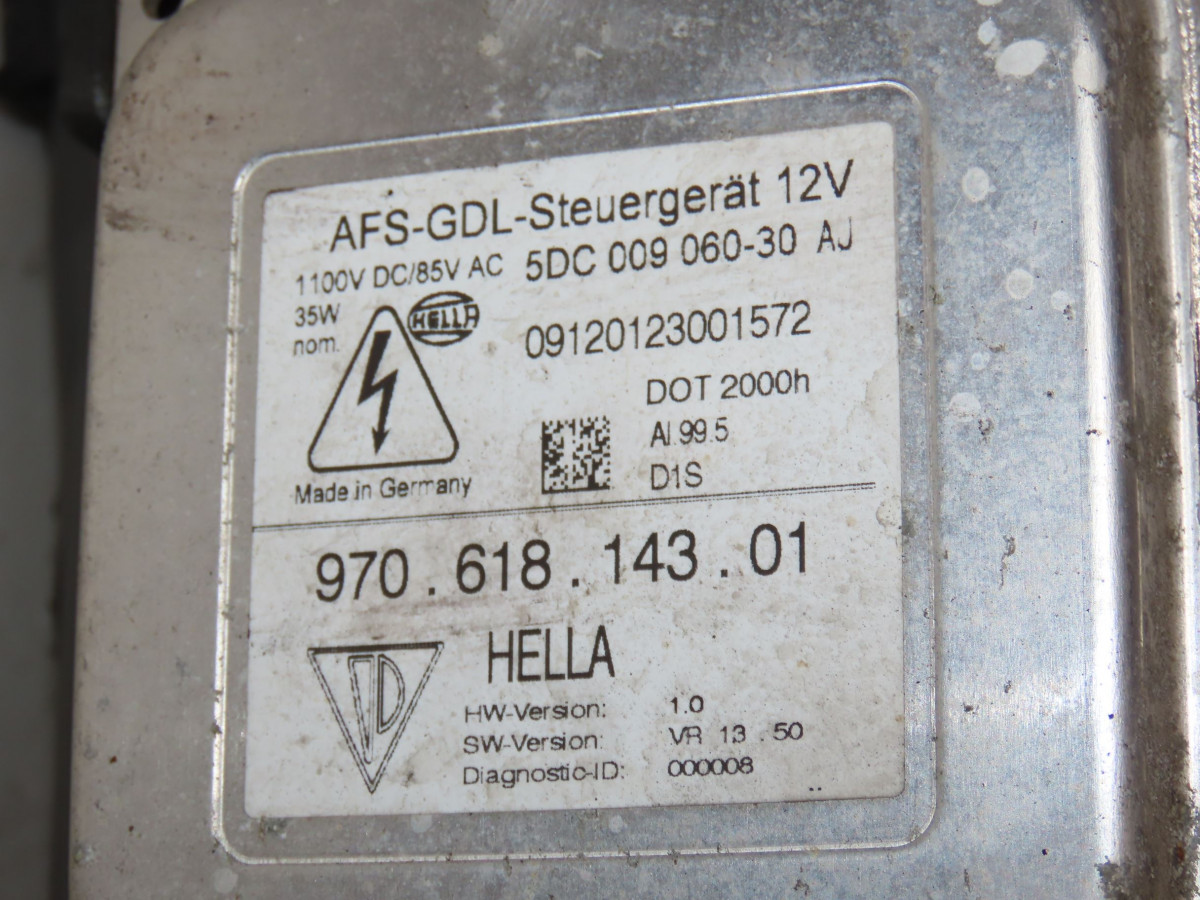 AFS-GDL-Steuergerät 12V
1100V DC/85V AC 5DC 009 060-30 AJ
35W
nom.
HELLA
09120123001572
DOT 2000h
AI.99.5
D1S
Made in Germany
970 . 618 . 143 . 01
HELLA
HW-Version: 1.0
SW-Version: VR 13 . 50
Diagnostic-ID: 000008